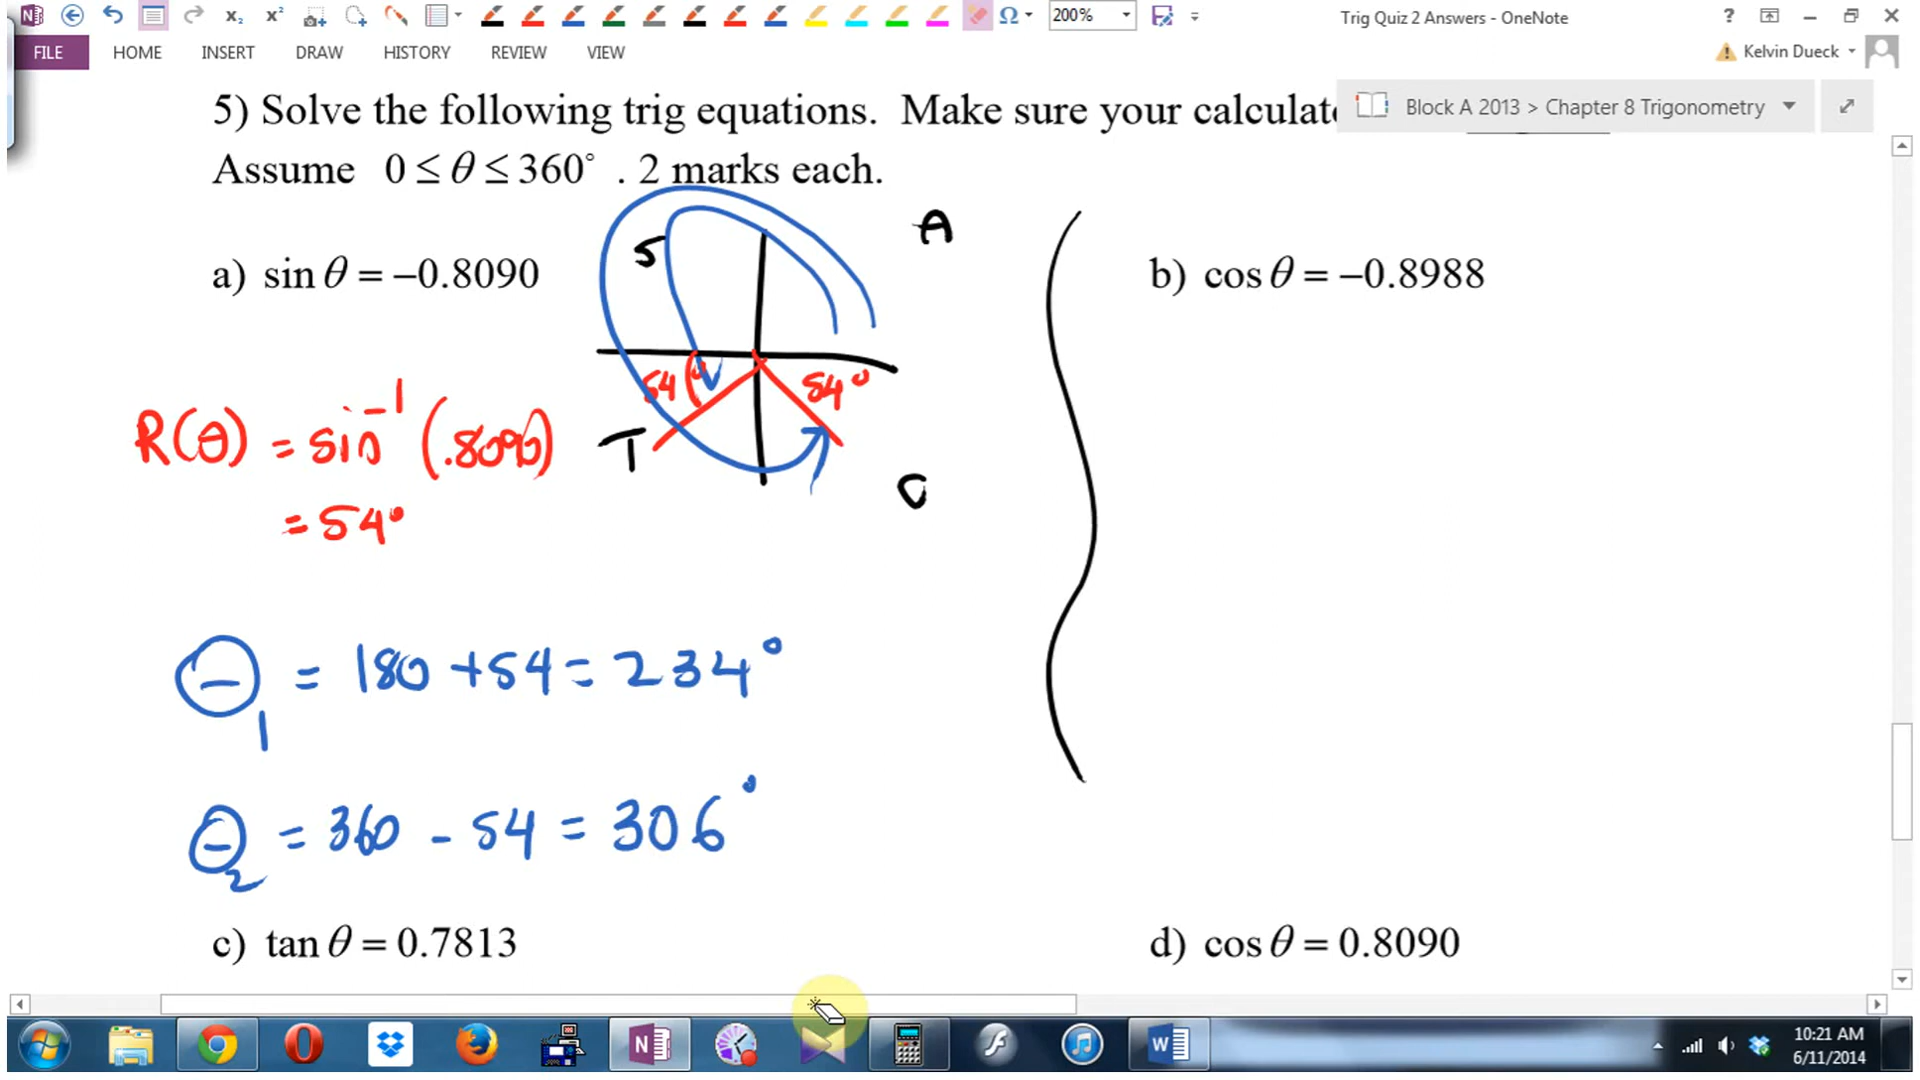 200%
Trig Quiz 2 Answers - OneNote
?
FILE HOME INSERT DRAW HISTORY REVIEW VIEW
Kelvin Dueck
Block A 2013 > Chapter 8 Trigonometry
5) Solve the following trig equations. Make sure your calculat
Assume 0 ≤ θ ≤ 360° . 2 marks each.
S
A
a) sin θ = −0.8090
b) cos θ = −0.8988
54°
54°
R(θ) = sin⁻¹ (.8090)
T
C
= 54°
θ₁ = 180 + 54 = 234°
θ₂ = 360 - 54 = 306°
c) tan θ = 0.7813
d) cos θ = 0.8090
10:21 AM
6/11/2014